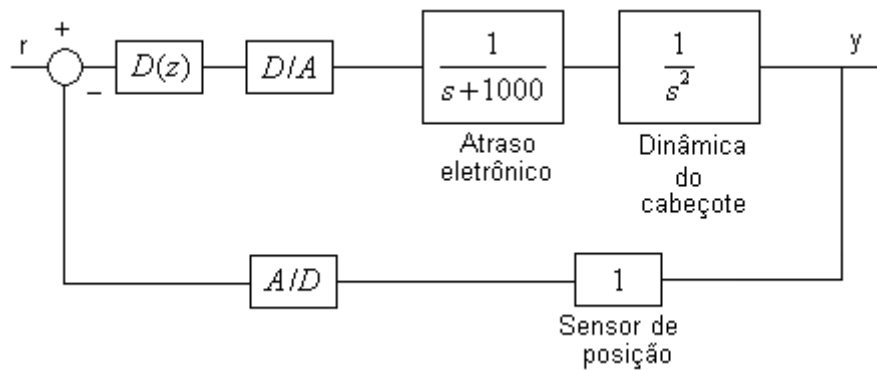 r
+
−
D(z)
D/A
1
s+1000
Atraso
eletrônico
1
s²
Dinâmica
do
cabeçote
y
A/D
1
Sensor de
posição